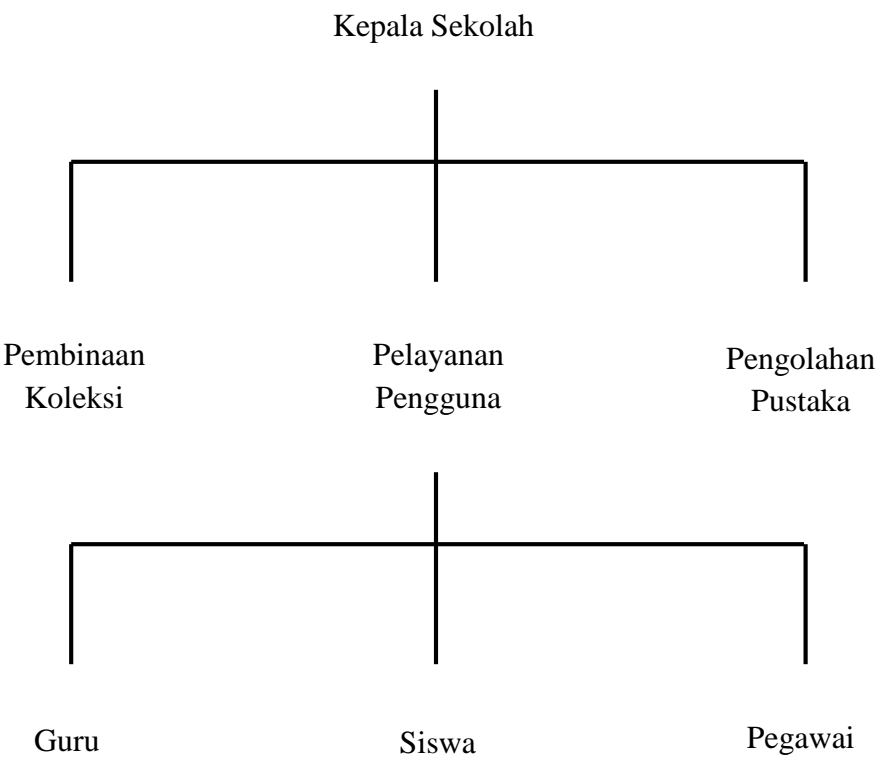 Kepala Sekolah
Pembinaan
Koleksi
Pelayanan
Pengguna
Pengolahan
Pustaka
Guru
Siswa
Pegawai